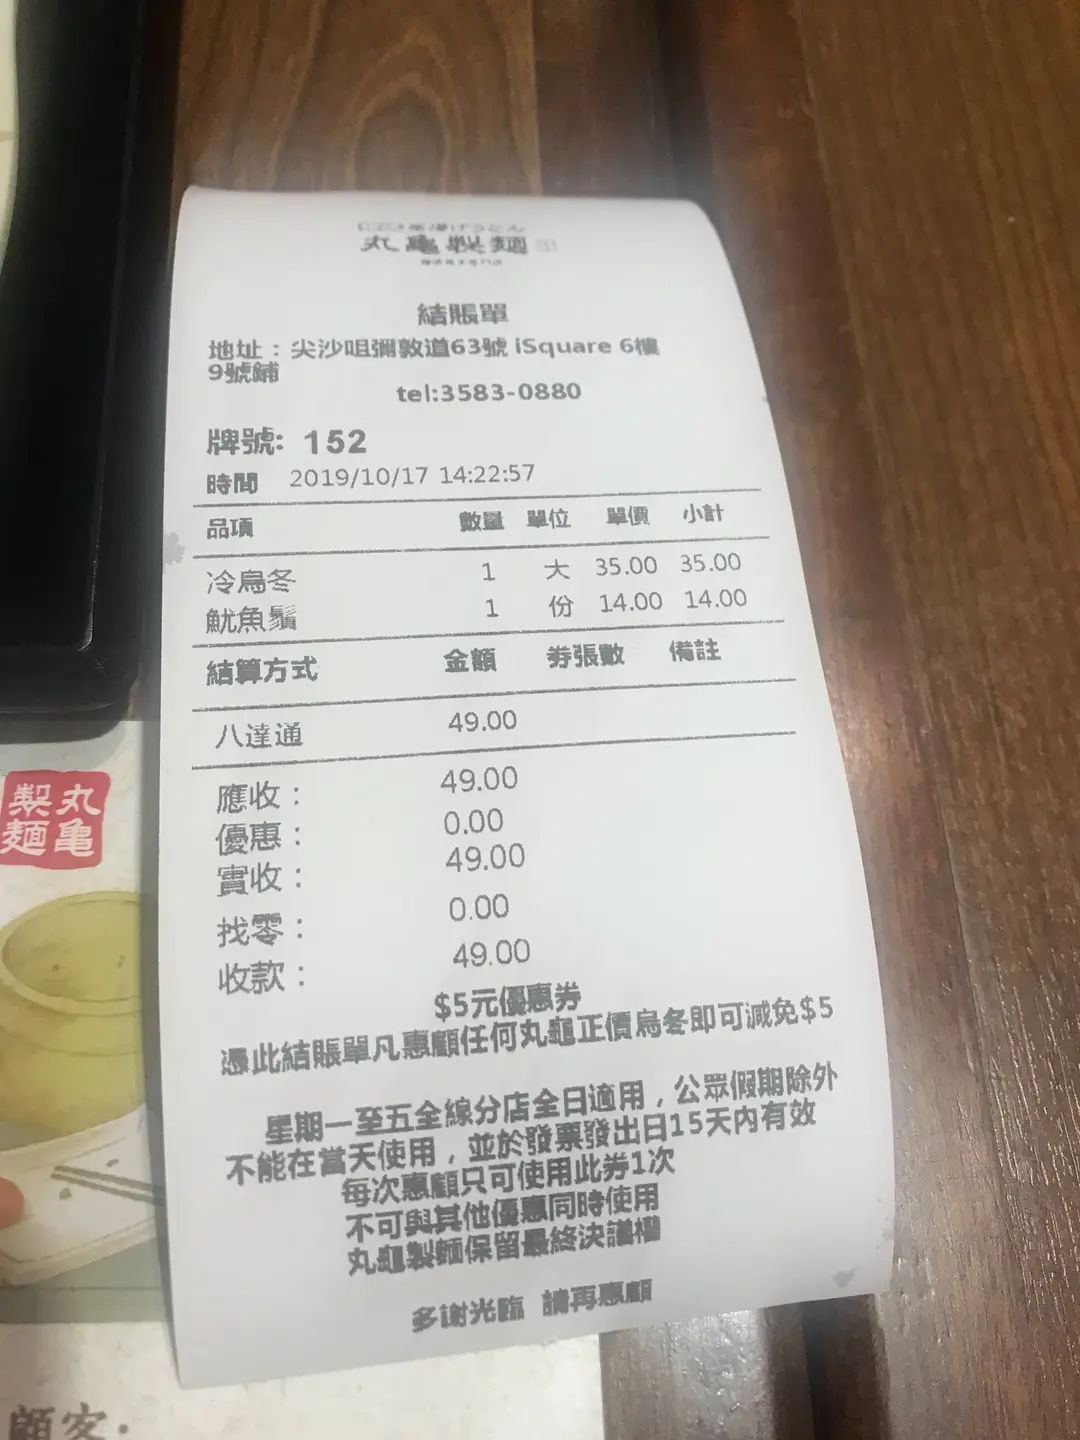 丸亀製麺
結賬單
地址：尖沙咀彌敦道63號 iSquare 6樓
9號鋪
tel:3583-0880
牌號: 152
時間 2019/10/17 14:22:57
品項 數量 單位 單價 小計
冷烏冬 1 大 35.00 35.00
魷魚鬚 1 份 14.00 14.00
結算方式 金額 券張數 備註
八達通 49.00
應收： 49.00
優惠： 0.00
實收： 49.00
找零： 0.00
收款： 49.00
$5元優惠券
憑此結賬單凡惠顧任何丸龜正價烏冬即可減免$5
星期一至五全線分店全日適用，公眾假期除外
不能在當天使用，並於發票發出日15天內有效
每次惠顧只可使用此券1次
不可與其他優惠同時使用
丸龜製麵保留最終決議權
多謝光臨 請再惠顧
丸亀
製麺
顧客·